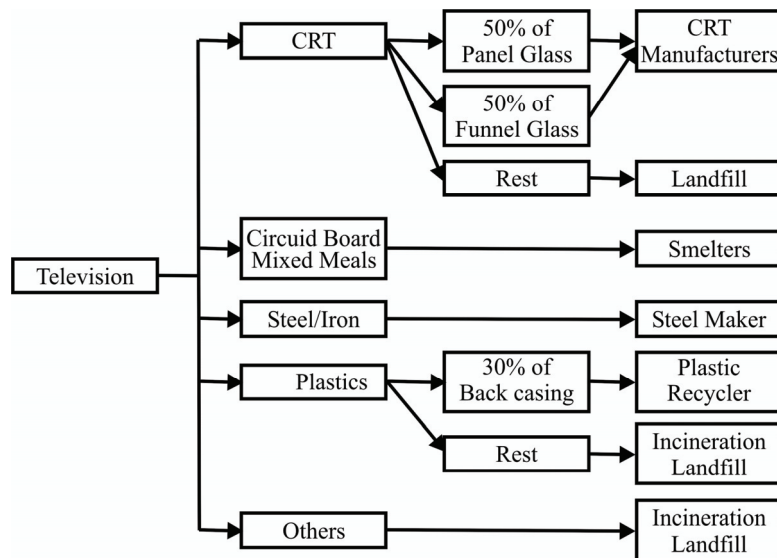 CRT
50% of
Panel Glass
CRT
Manufacturers
50% of
Funnel Glass
Rest
Landfill
Television
Circuid Board
Mixed Meals
Smelters
Steel/Iron
Steel Maker
Plastics
30% of
Back casing
Plastic
Recycler
Rest
Incineration
Landfill
Others
Incineration
Landfill